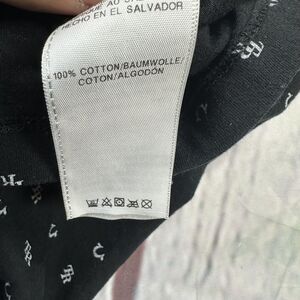 HECHO EN EL SALVADOR
100% COTTON/BAUMWOLLE/
COTON/ALGODÓN